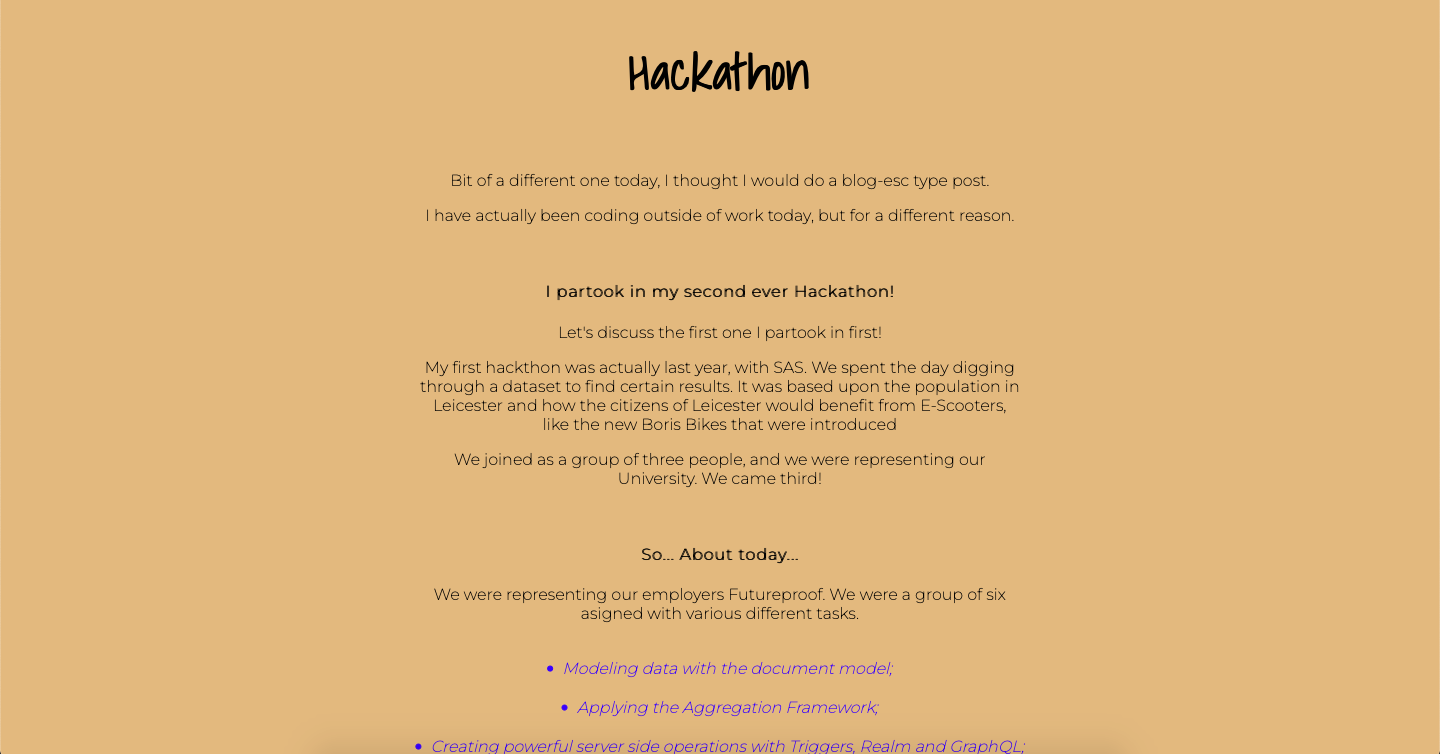 Hackathon
Bit of a different one today, I thought I would do a blog-esc type post.
I have actually been coding outside of work today, but for a different reason.
I partook in my second ever Hackathon!
Let's discuss the first one I partook in first!
My first hackthon was actually last year, with SAS. We spent the day digging
through a dataset to find certain results. It was based upon the population in
Leicester and how the citizens of Leicester would benefit from E-Scooters,
like the new Boris Bikes that were introduced
We joined as a group of three people, and we were representing our
University. We came third!
So... About today...
We were representing our employers Futureproof. We were a group of six
asigned with various different tasks.
• Modeling data with the document model;
• Applying the Aggregation Framework;
• Creating powerful server side operations with Triggers, Realm and GraphQL;